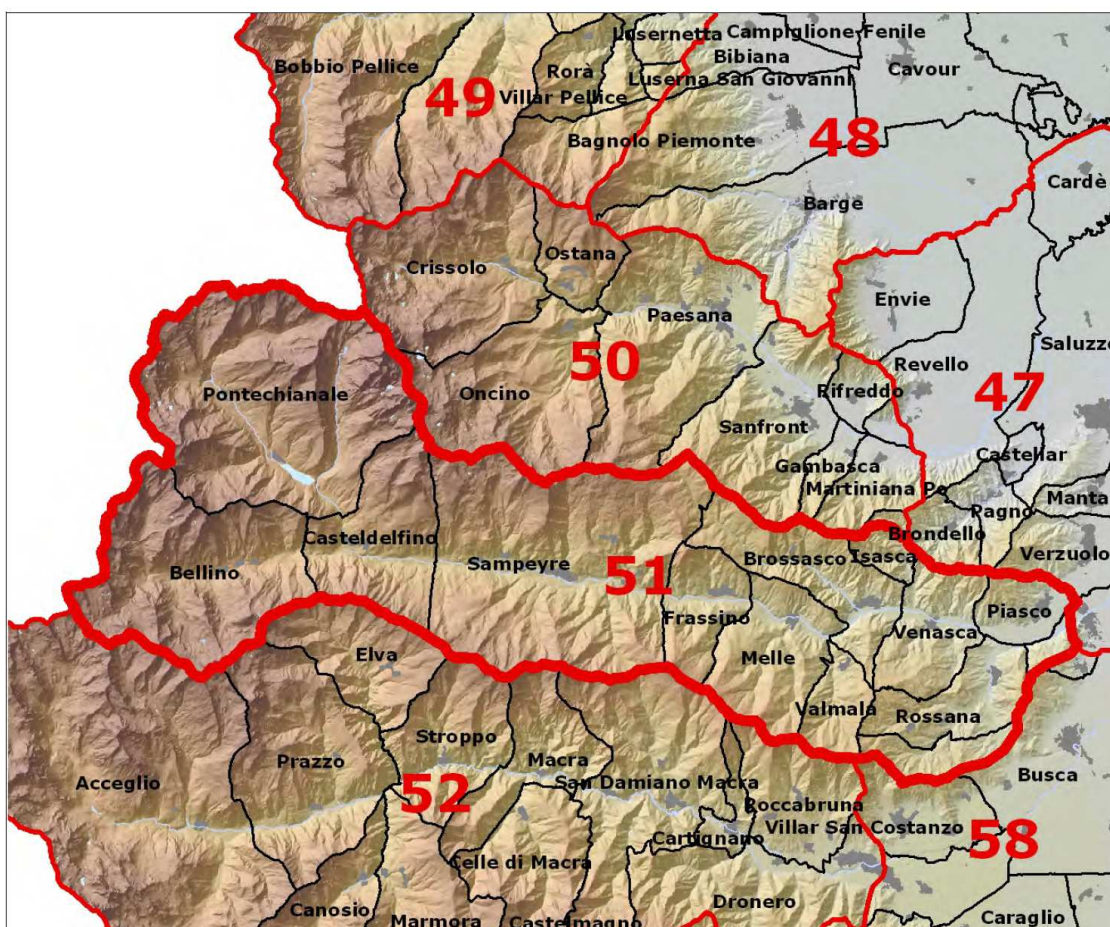 Lusernetta
Campiglione-Fenile
Bobbio Pellice
Rorà
Bibiana
Cavour
Luserna San Giovanni
49
Villar Pellice
Bagnolo Piemonte
48
Cardè
Barge
Ostana
Crissolo
Envie
Paesana
Saluzzo
50
Revello
Pontechianale
Oncino
Rifreddo
47
Sanfront
Castellar
Gambasca
Martiniana Po
Manta
Pagno
Casteldelfino
Brondello
Verzuolo
Bellino
Sampeyre
51
Brossasco
Isasca
Frassino
Piasco
Venasca
Elva
Melle
Valmala
Rossana
Stroppo
Prazzo
Macra
Acceglio
San Damiano Macra
Busca
52
Roccabruna
Villar San Costanzo
58
Cartignano
Celle di Macra
Dronero
Canosio
Marmora
Castelmagno
Caraglio